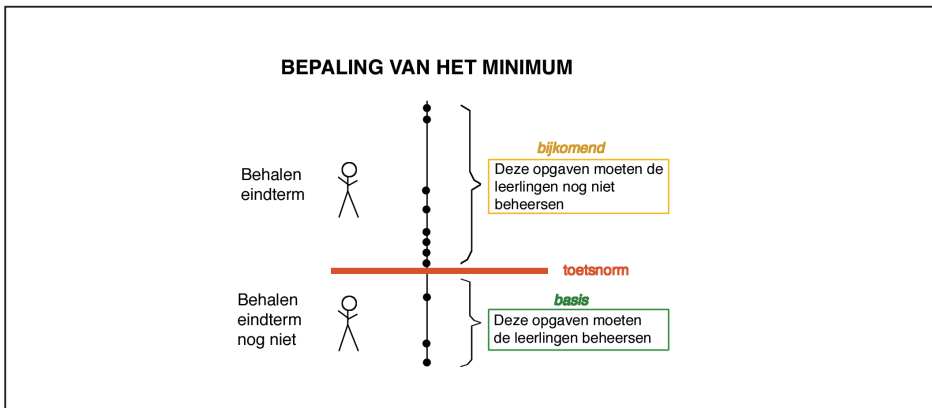 BEPALING VAN HET MINIMUM
Behalen
eindterm
bijkomend
Deze opgaven moeten de
leerlingen nog niet
beheersen
toetsnorm
Behalen
eindterm
nog niet
basis
Deze opgaven moeten
de leerlingen beheersen